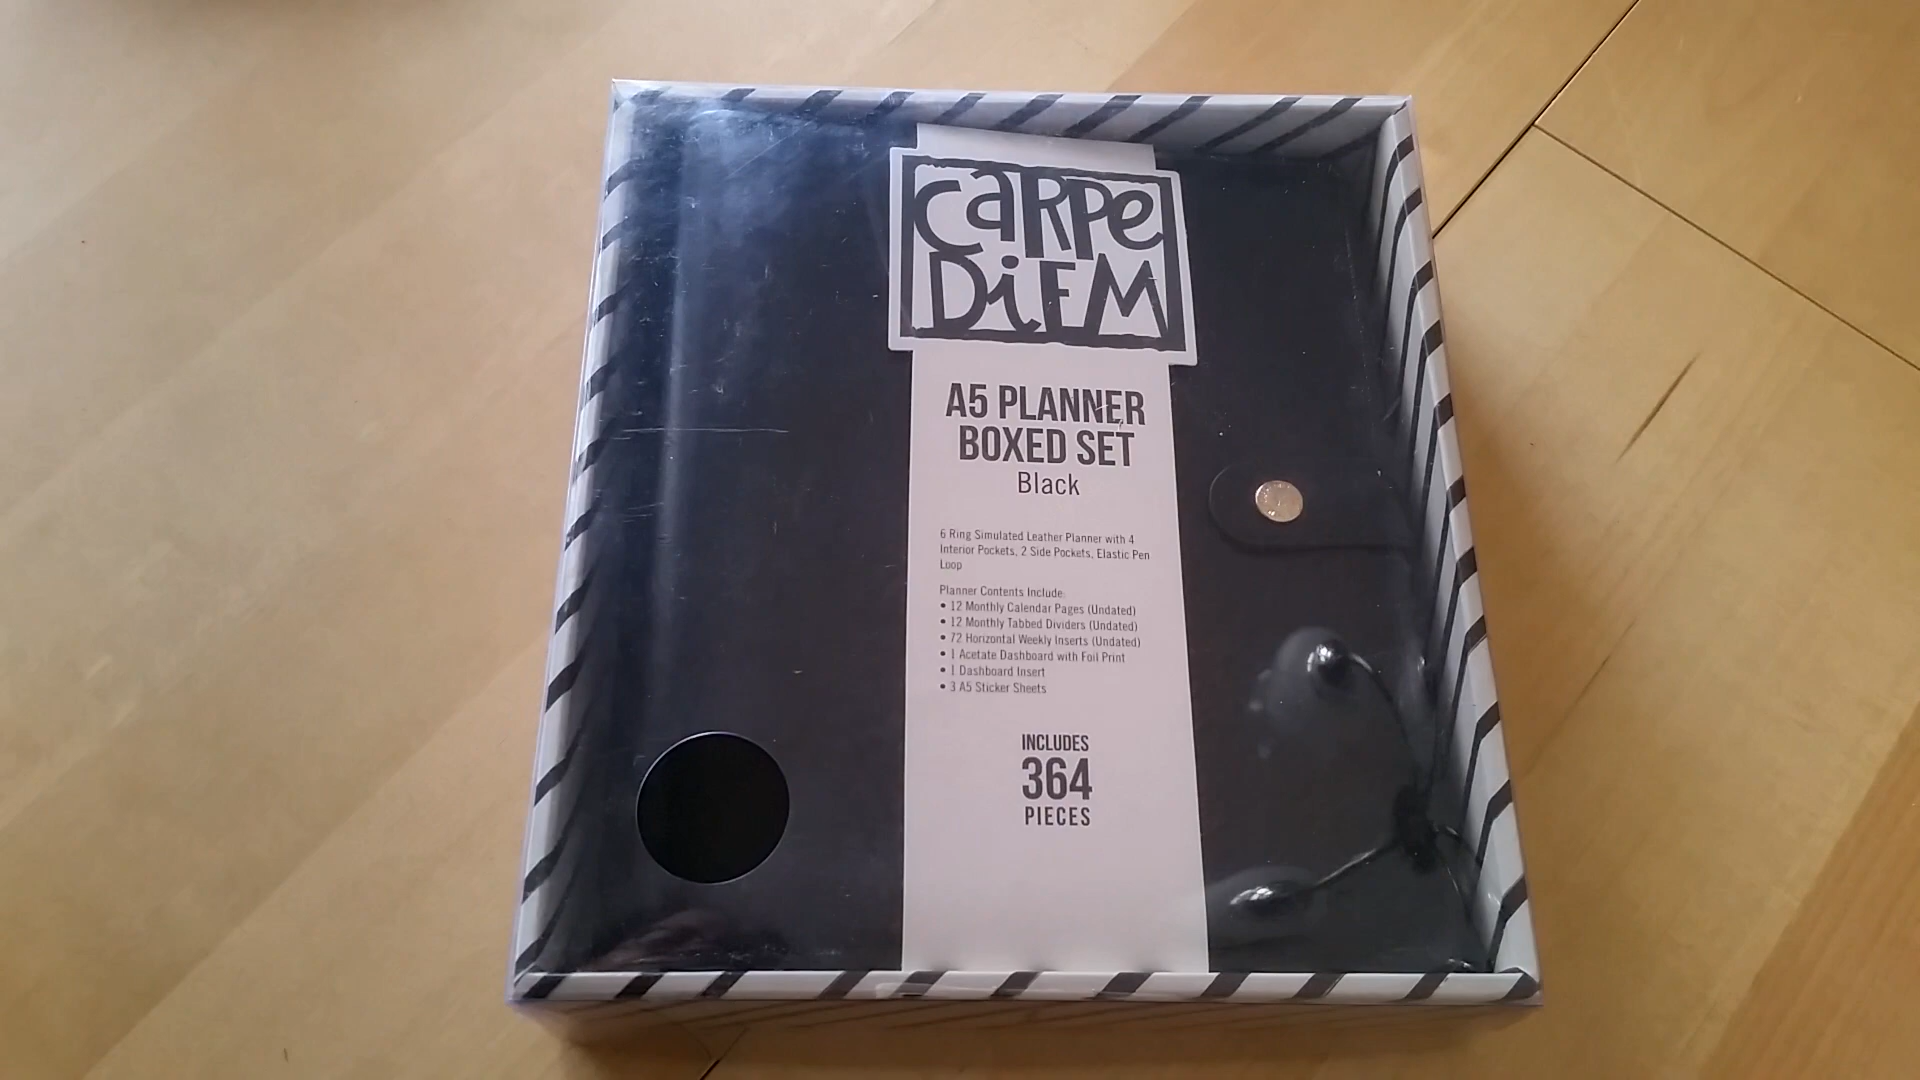 CARPE
DiEM
A5 PLANNER
BOXED SET
Black
6 Ring Simulated Leather Planner with 4
Interior Pockets, 2 Side Pockets, Elastic Pen
Loop
Planner Contents Include:
• 12 Monthly Calendar Pages (Undated)
• 12 Monthly Tabbed Dividers (Undated)
• 72 Horizontal Weekly Inserts (Undated)
• 1 Acetate Dashboard with Foil Print
• 1 Dashboard Insert
• 3 A5 Sticker Sheets
INCLUDES
364
PIECES